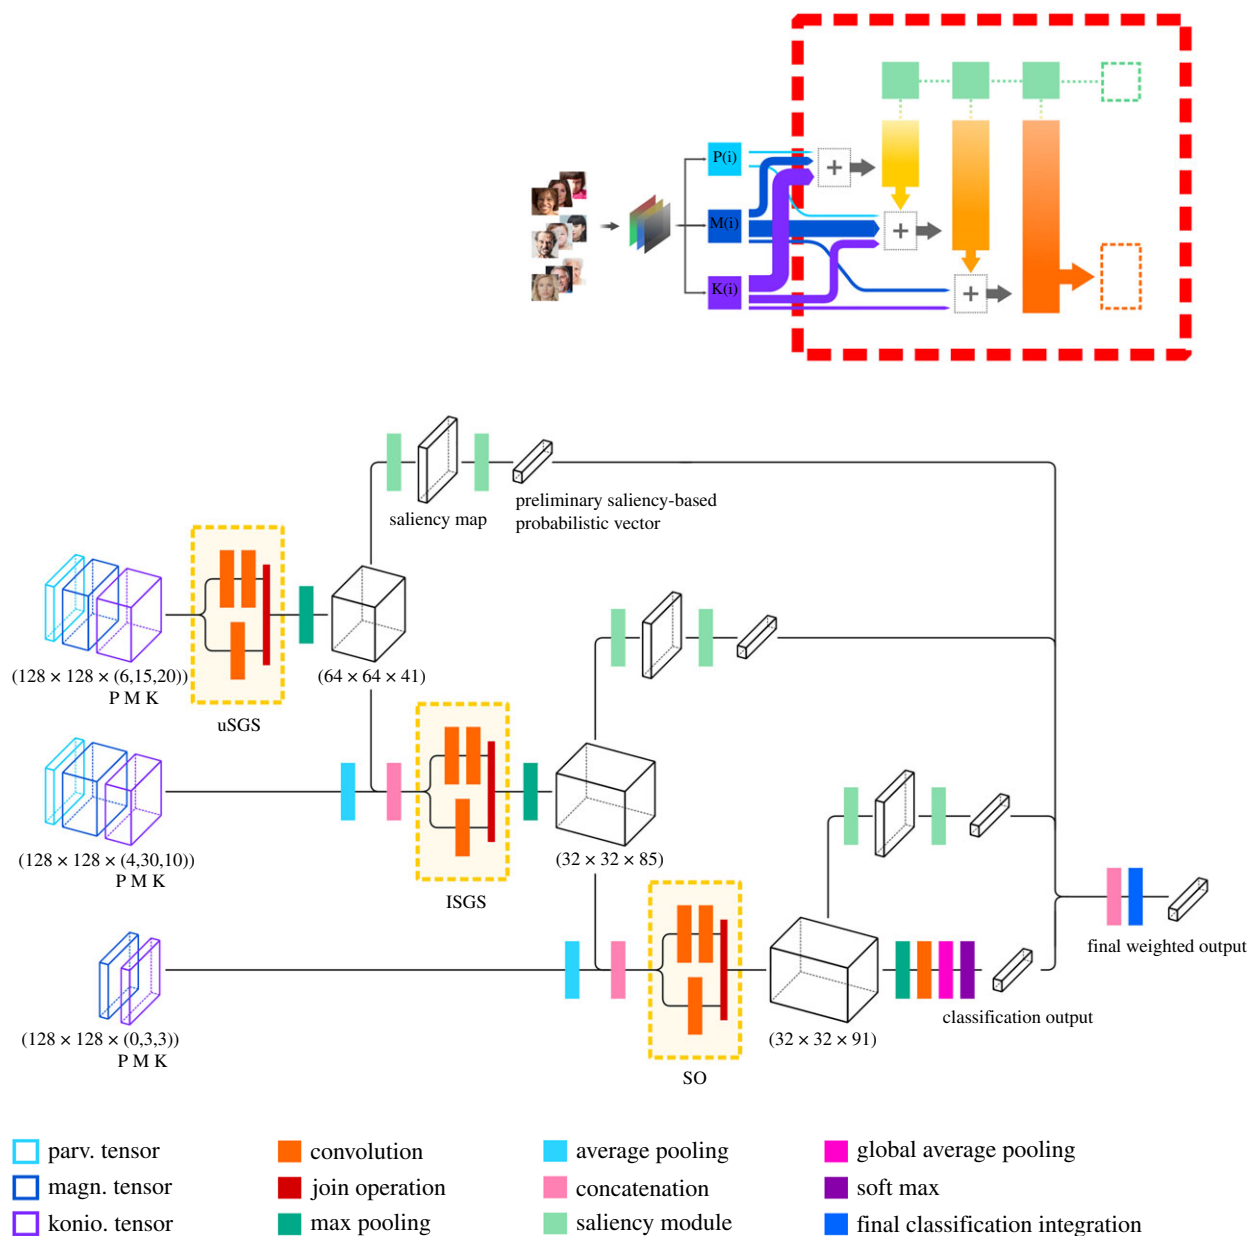 P(i)
+
M(i)
+
K(i)
+
saliency map
preliminary saliency-based
probabilistic vector
(128 × 128 × (6,15,20))
P M K
uSGS
(64 × 64 × 41)
(128 × 128 × (4,30,10))
P M K
ISGS
(32 × 32 × 85)
final weighted output
(128 × 128 × (0,3,3))
P M K
SO
(32 × 32 × 91)
classification output
parv. tensor
convolution
average pooling
global average pooling
magn. tensor
join operation
concatenation
soft max
konio. tensor
max pooling
saliency module
final classification integration